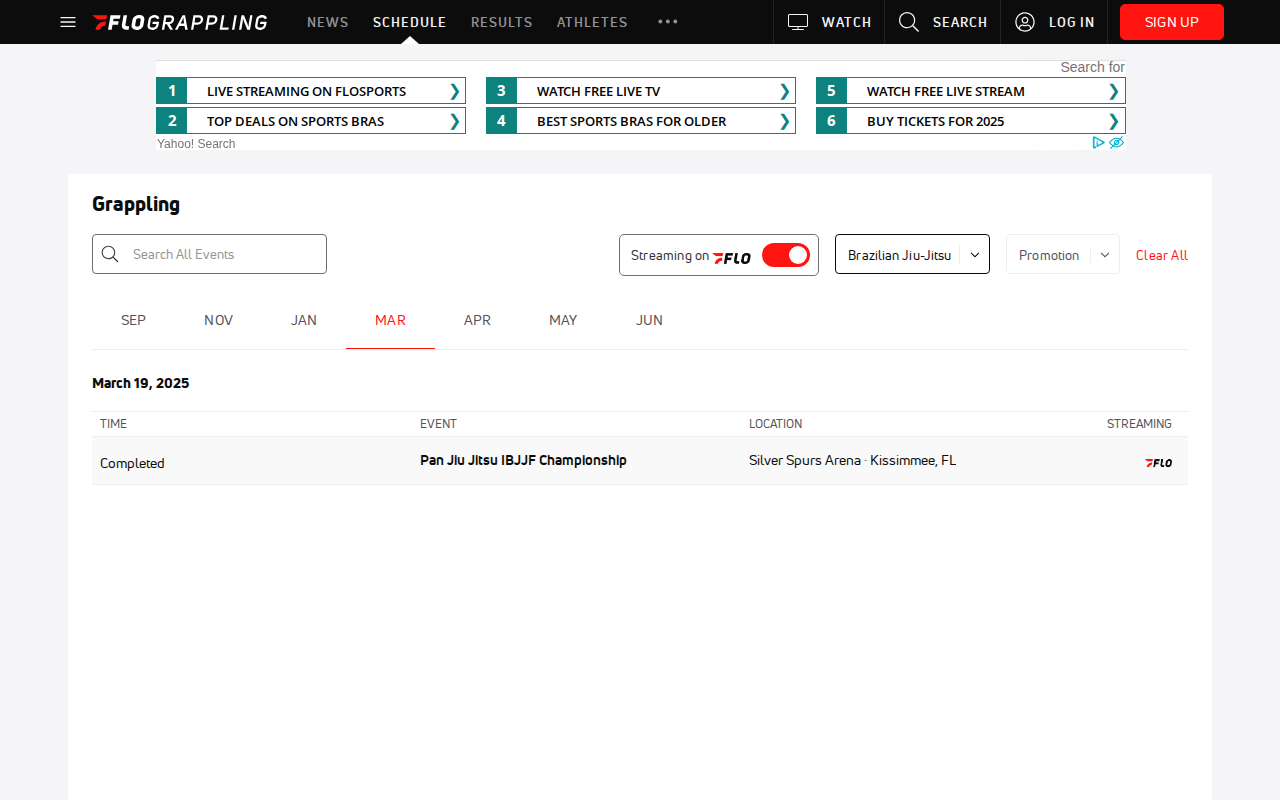 FLOGRAPPLING NEWS SCHEDULE RESULTS ATHLETES WATCH SEARCH LOG IN SIGN UP
Search for
1 LIVE STREAMING ON FLOSPORTS ❯ 3 WATCH FREE LIVE TV ❯ 5 WATCH FREE LIVE STREAM ❯
2 TOP DEALS ON SPORTS BRAS ❯ 4 BEST SPORTS BRAS FOR OLDER ❯ 6 BUY TICKETS FOR 2025 ❯
Yahoo! Search
Grappling
Search All Events Streaming on FLO Brazilian Jiu-Jitsu Promotion Clear All
SEP NOV JAN MAR APR MAY JUN
March 19, 2025
TIME EVENT LOCATION STREAMING
Completed Pan Jiu Jitsu IBJJF Championship Silver Spurs Arena · Kissimmee, FL FLO